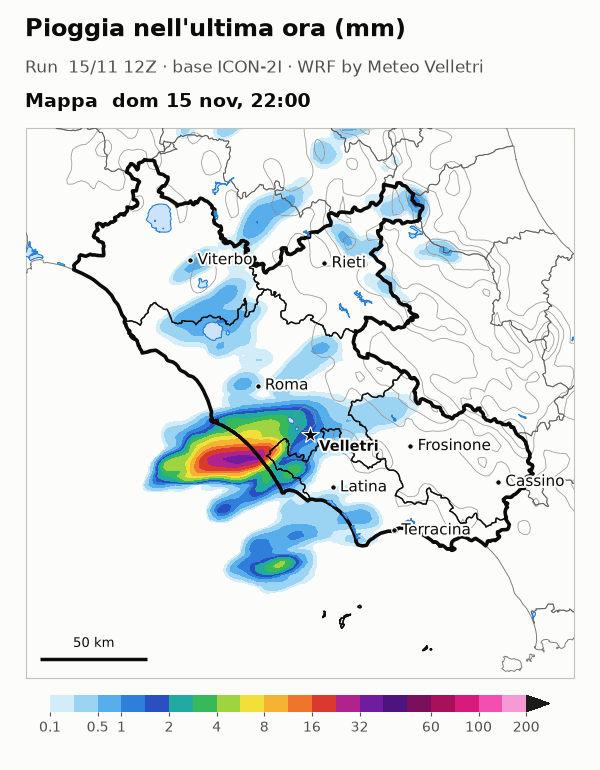 Pioggia nell'ultima ora (mm)
Run 15/11 12Z · base ICON-2I · WRF by Meteo Velletri
Mappa dom 15 nov, 22:00
Viterbo
Rieti
Roma
Velletri
Frosinone
Latina
Cassino
Terracina
50 km
0.1 0.5 1 2 4 8 16 32 60 100 200